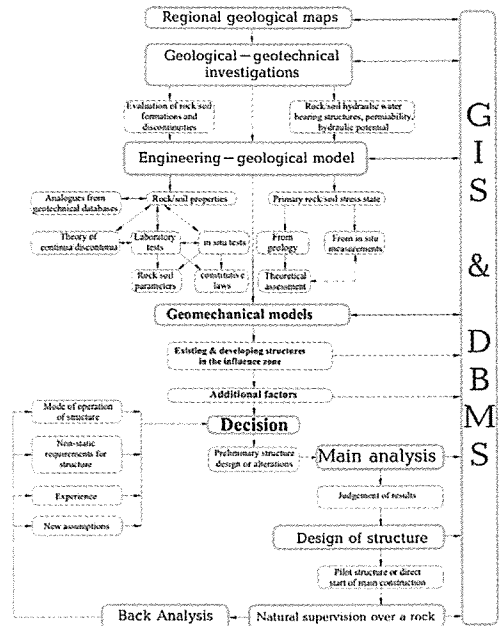 Regional geological maps
Geological-geotechnical
investigations
Evaluation of rock/soil
formations and
discontinuities
Rock/soil hydraulic water
bearing structures, permiability,
hydraulic potential
Engineering-geological model
Analogues from
geotechnical databases
Rock/soil properties
Primary rock/soil stress state
Theory of
continua discontinua
Laboratory
tests
in situ tests
From
geology
From in situ
measurements
Rock soil
parameters
constitutive
laws
Theoretical
assessment
Geomechanical models
Existing & developing structures
in the influence zone
Additional factors
Mode of operation
of structure
Decision
Non-static
requirements for
structure
Preliminary structure
design or alterations
Main analysis
Experience
Judgement of results
New assumptions
Design of structure
Pilot structure or direct
start of main construction
Back Analysis
Natural supervision over a rock
GIS & DBMS